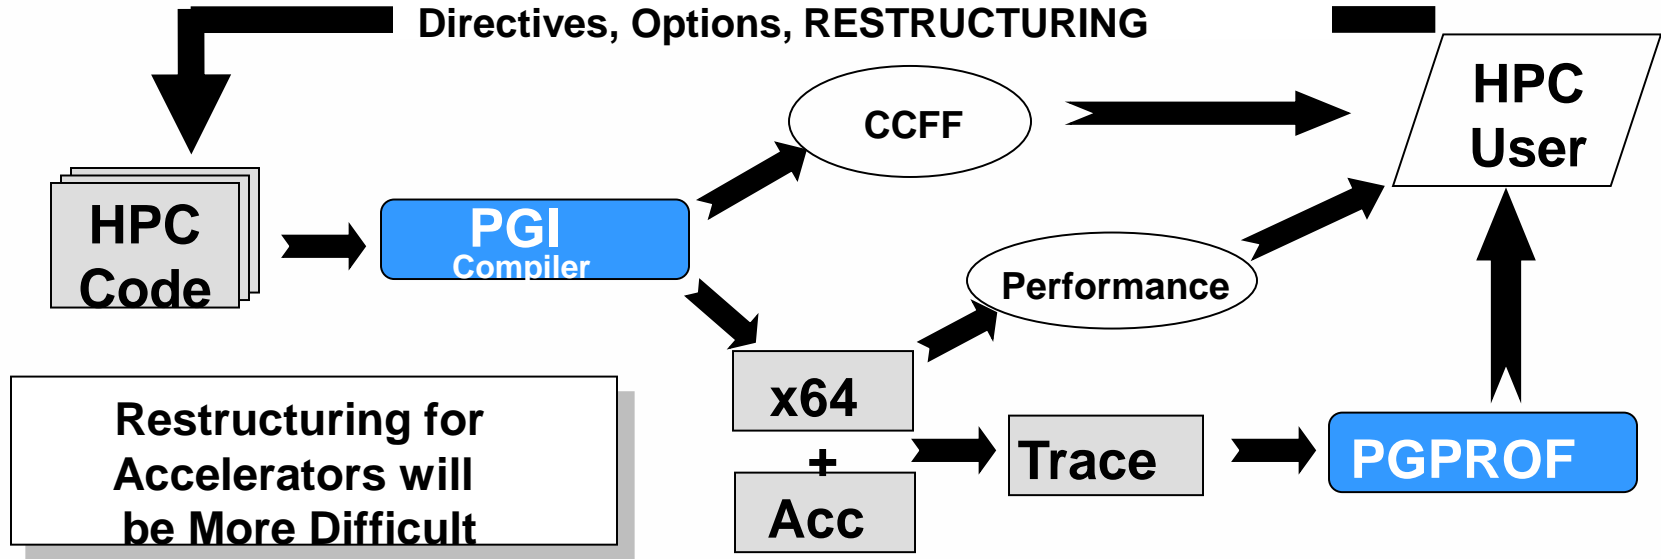 Directives, Options, RESTRUCTURING
HPC
User
CCFF
HPC
Code
PGI
Compiler
Performance
x64
+
Acc
Trace
PGPROF
Restructuring for
Accelerators will
be More Difficult